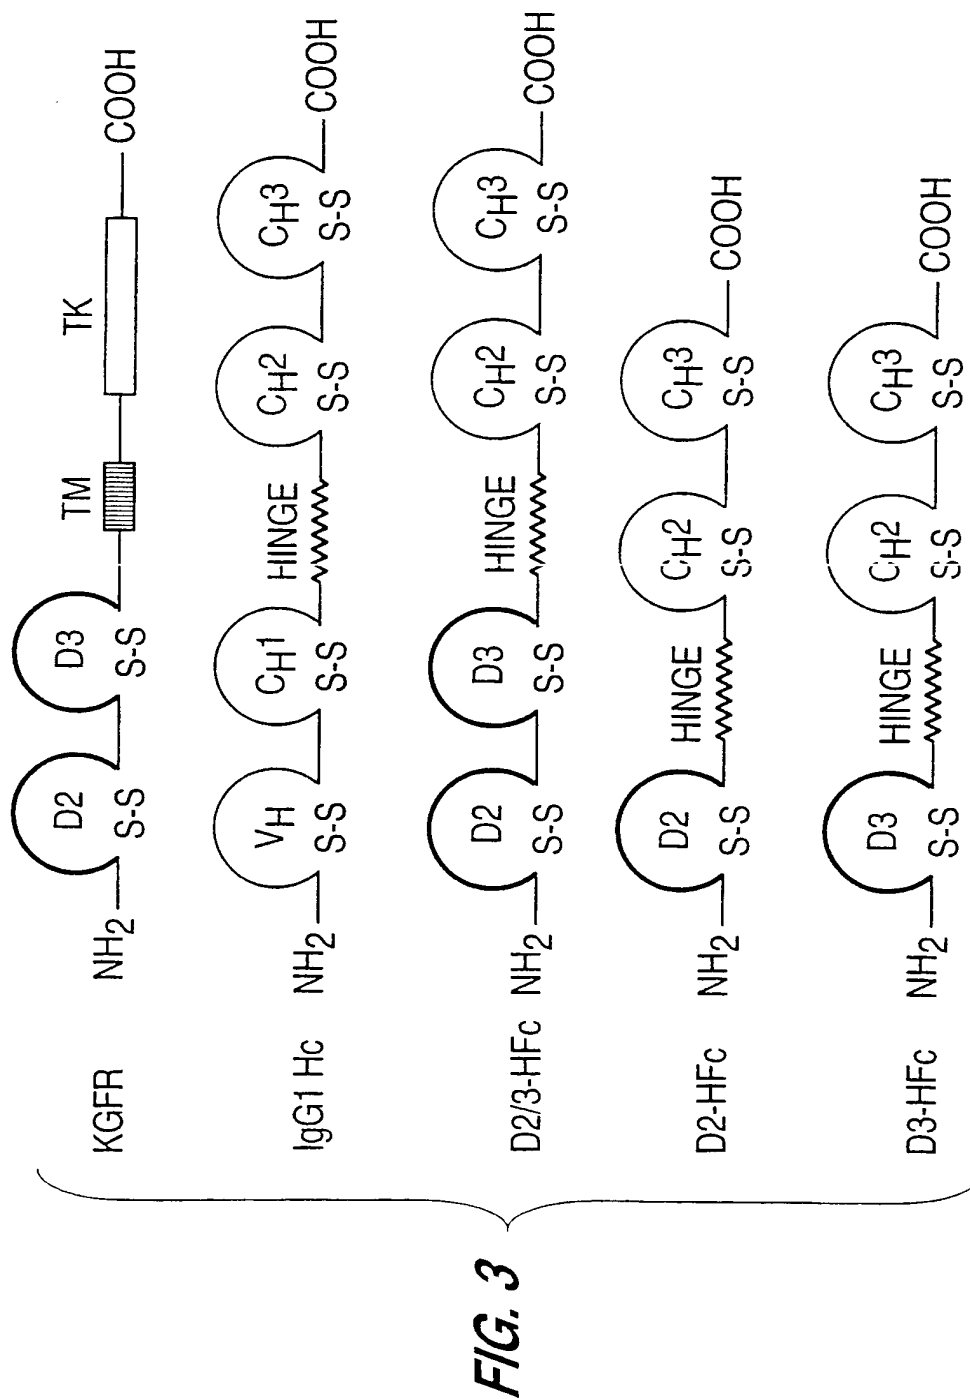 KGFR NH2 D2 S-S D3 S-S TM TK COOH
IgG1 Hc NH2 VH S-S CH1 S-S HINGE CH2 S-S CH3 S-S COOH
D2/3-HFc NH2 D2 S-S D3 S-S HINGE CH2 S-S CH3 S-S COOH
D2-HFc NH2 D2 S-S HINGE CH2 S-S CH3 S-S COOH
D3-HFc NH2 D3 S-S HINGE CH2 S-S CH3 S-S COOH
FIG. 3